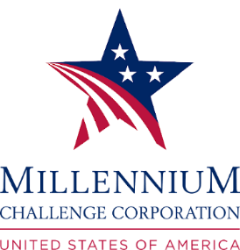 MILLENNIUM
CHALLENGE CORPORATION
UNITED STATES OF AMERICA